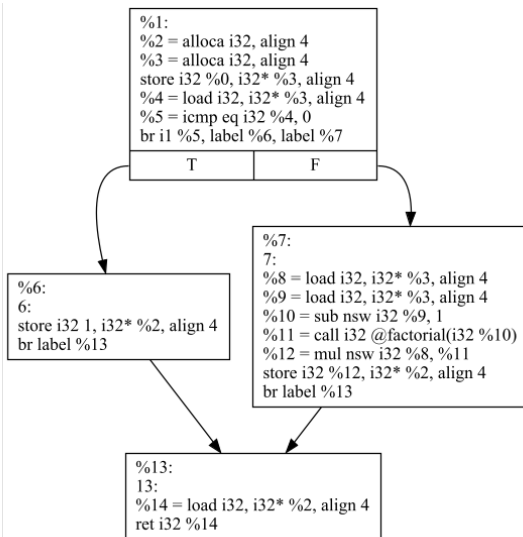 %1:
%2 = alloca i32, align 4
%3 = alloca i32, align 4
store i32 %0, i32* %3, align 4
%4 = load i32, i32* %3, align 4
%5 = icmp eq i32 %4, 0
br i1 %5, label %6, label %7
T F
%6:
6:
store i32 1, i32* %2, align 4
br label %13
%7:
7:
%8 = load i32, i32* %3, align 4
%9 = load i32, i32* %3, align 4
%10 = sub nsw i32 %9, 1
%11 = call i32 @factorial(i32 %10)
%12 = mul nsw i32 %8, %11
store i32 %12, i32* %2, align 4
br label %13
%13:
13:
%14 = load i32, i32* %2, align 4
ret i32 %14